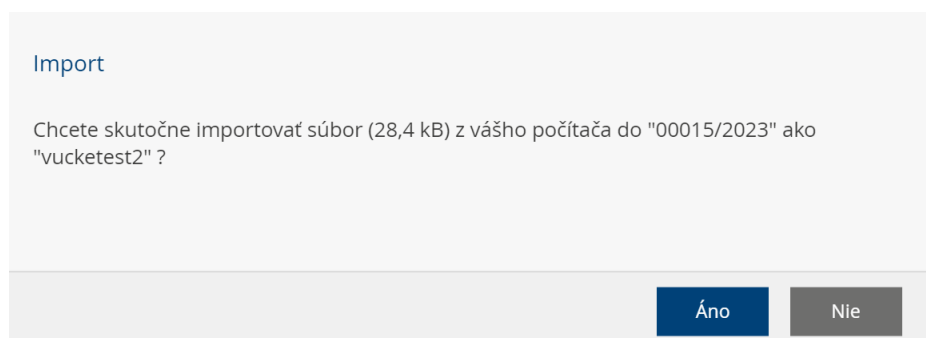 Import
Chcete skutočne importovať súbor (28,4 kB) z vášho počítača do "00015/2023" ako
"vucketest2" ?
Áno
Nie